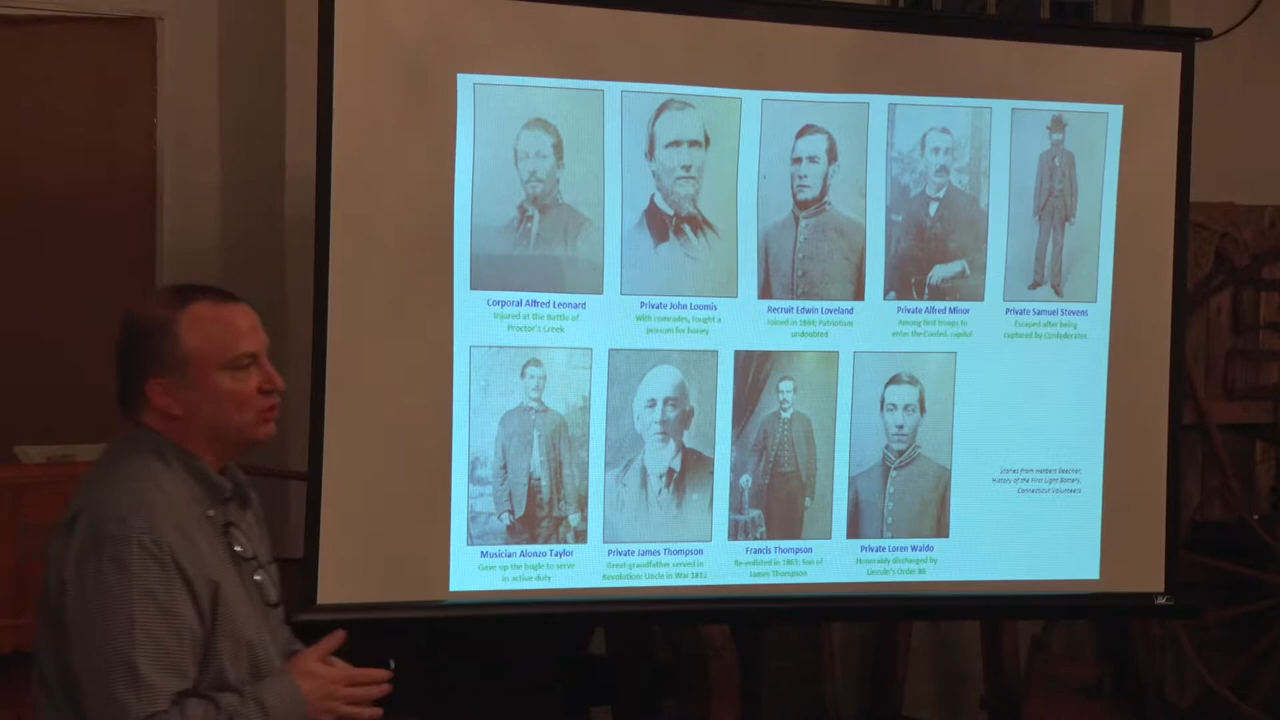 Corporal Alfred Leonard
Injured at the Battle of
Proctor's Creek
Private John Loomis
With comrades, fought a
possum for honey
Recruit Edwin Loveland
Joined in 1864; Patriotism
undoubted
Private Alfred Minor
Among first troops to
enter the Confed. capitol
Private Samuel Stevens
Escaped after being
captured by Confederates
Musician Alonzo Taylor
Gave up the bugle to serve
in active duty
Private James Thompson
Great-grandfather served in
Revolution; Uncle in War 1812
Francis Thompson
Re-enlisted in 1863; Son of
James Thompson
Private Loren Waldo
Honorably discharged by
Lincoln's Order 86
Stories from Herbert Beecher,
History of the First Light Battery,
Connecticut Volunteers